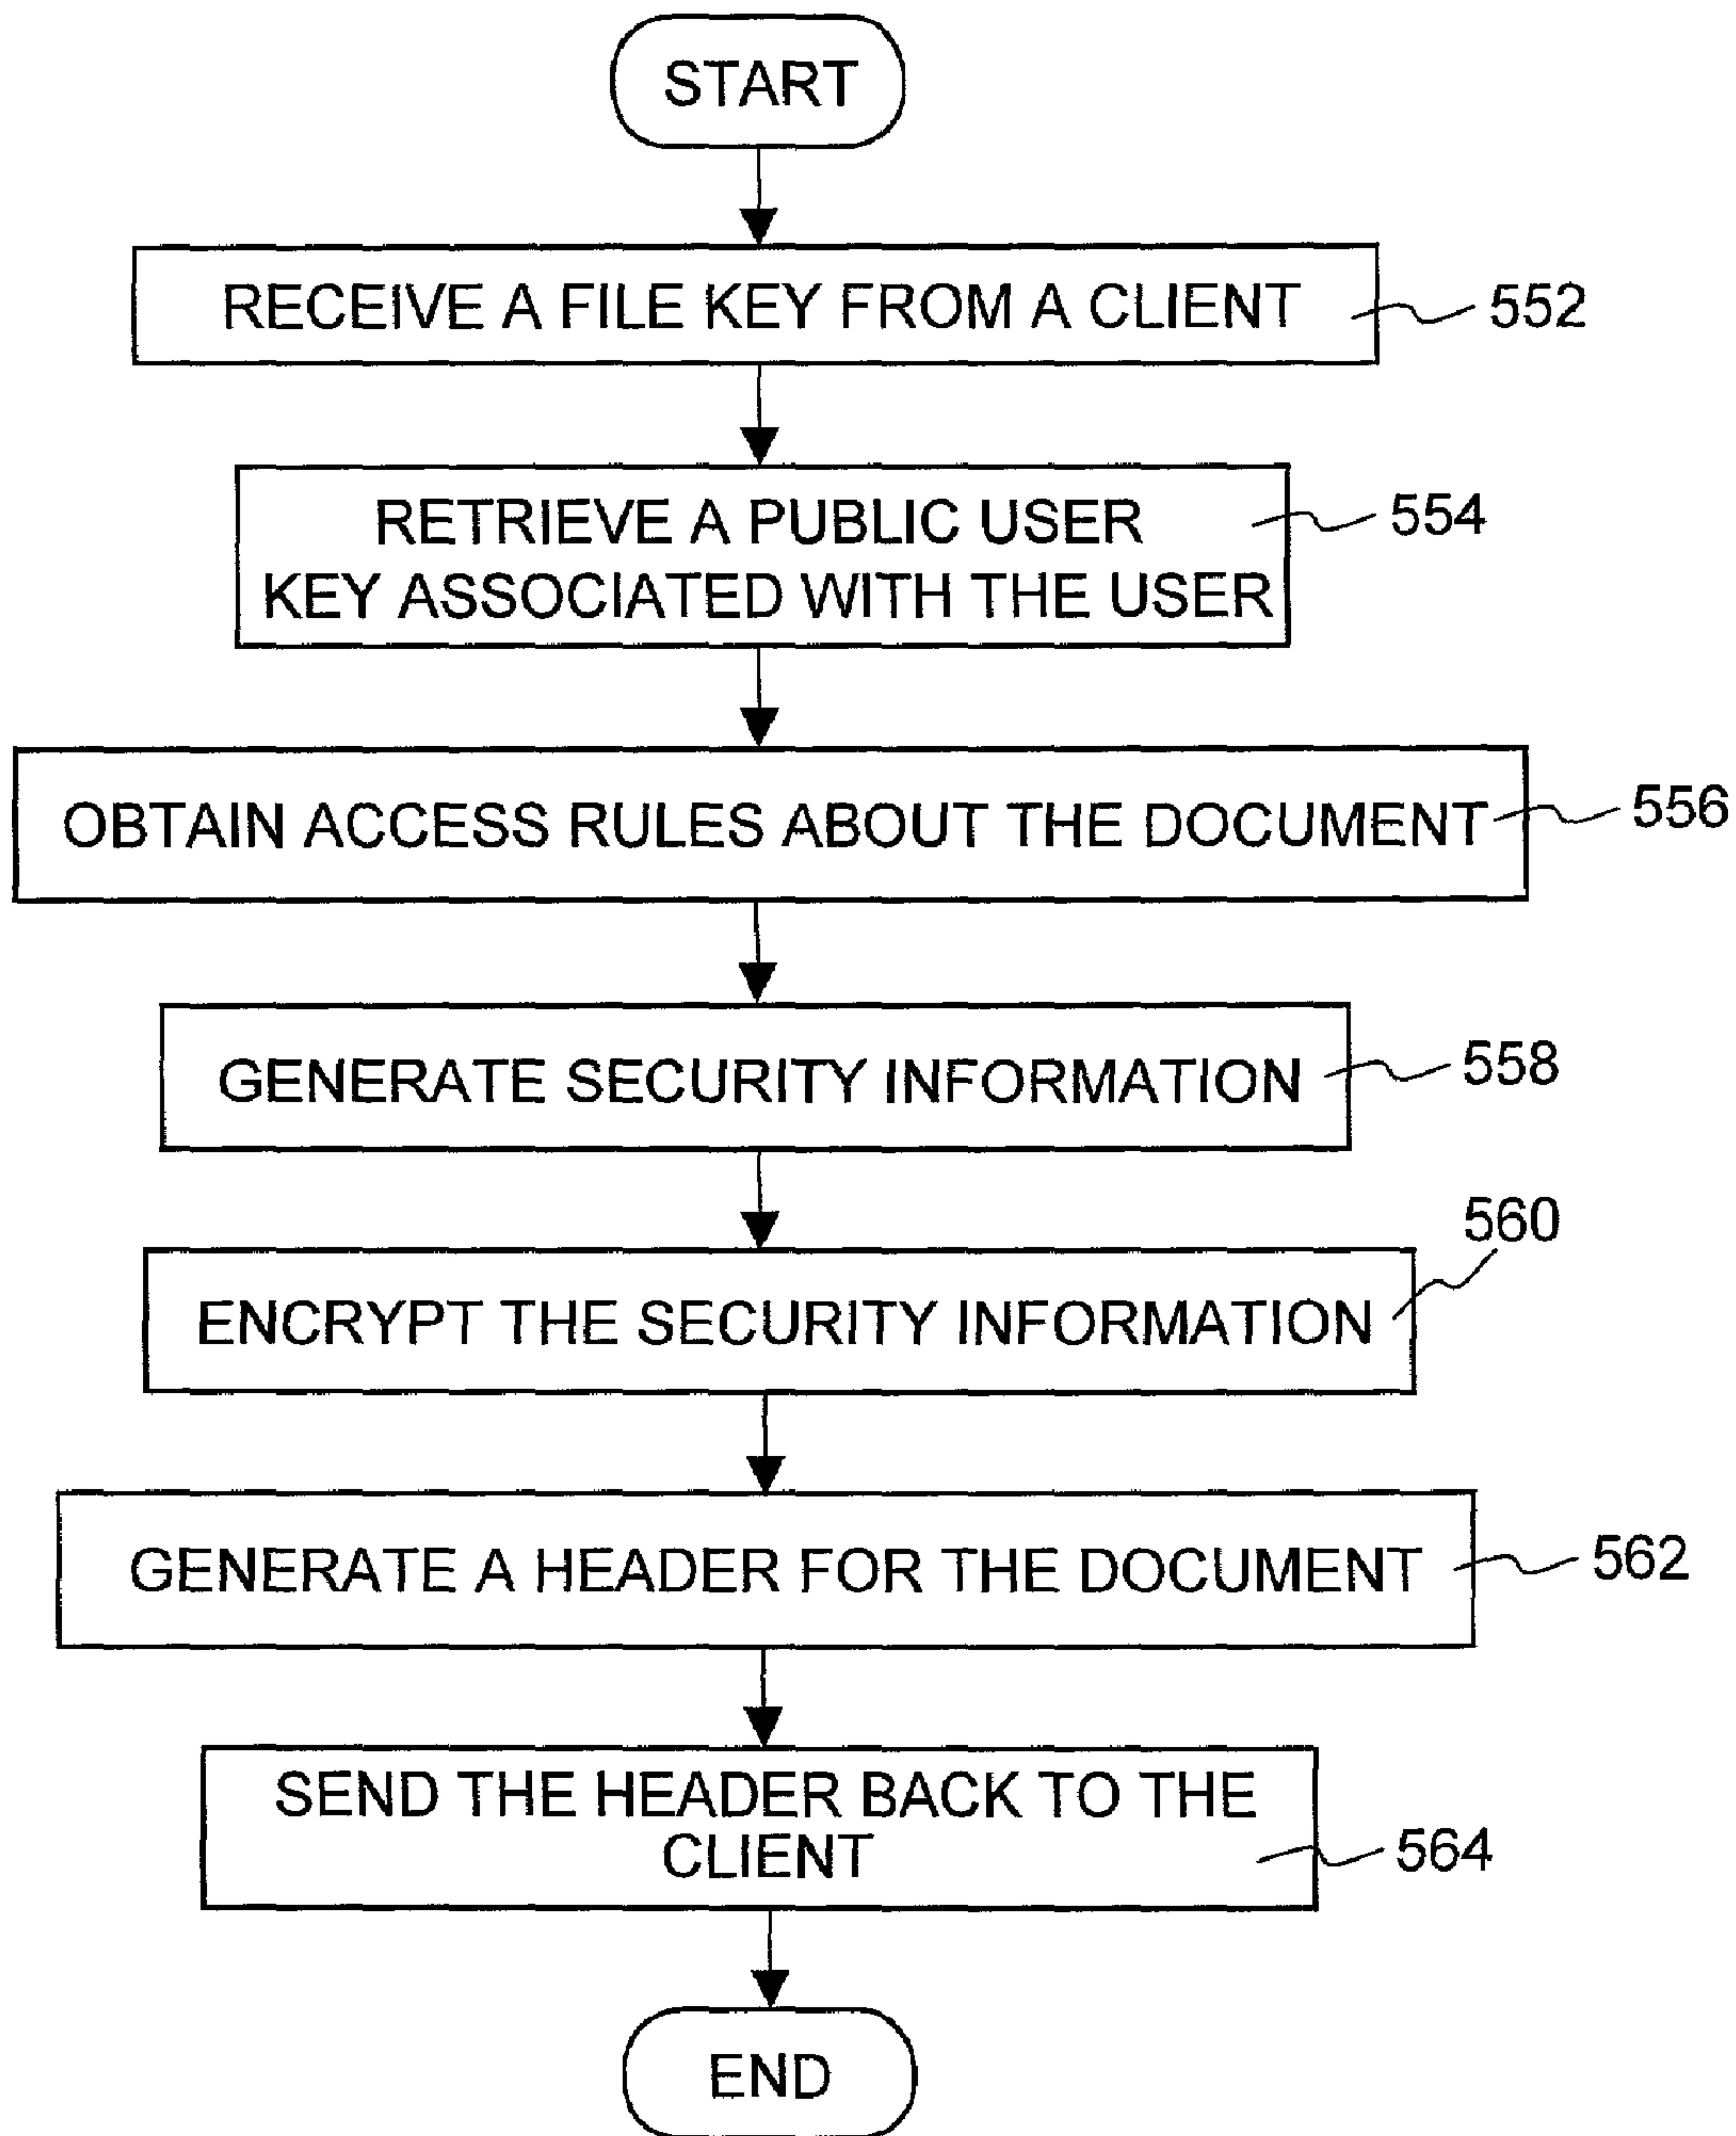 START
RECEIVE A FILE KEY FROM A CLIENT
552
RETRIEVE A PUBLIC USER
KEY ASSOCIATED WITH THE USER
554
OBTAIN ACCESS RULES ABOUT THE DOCUMENT
556
GENERATE SECURITY INFORMATION
558
ENCRYPT THE SECURITY INFORMATION
560
GENERATE A HEADER FOR THE DOCUMENT
562
SEND THE HEADER BACK TO THE
CLIENT
564
END